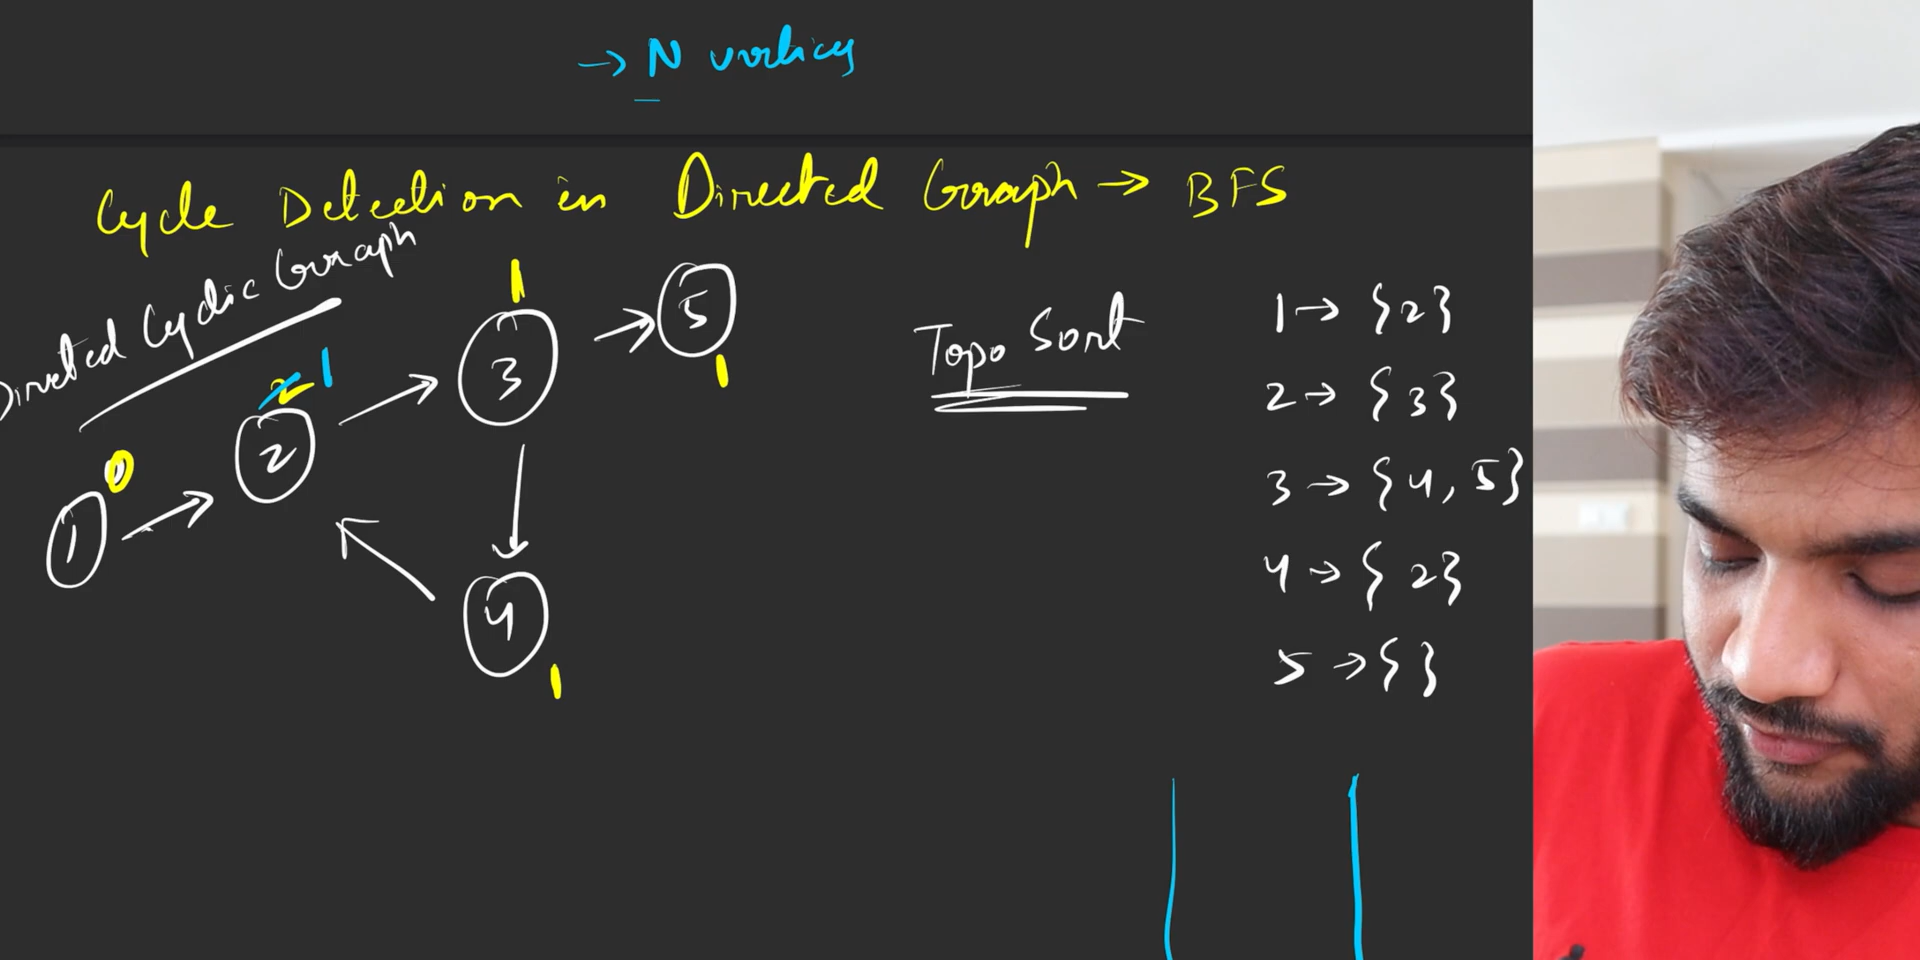 → N vertices
Cycle Detection in Directed Graph → BFS
Directed Cyclic Graph
1
5
1
Topo Sort
1 → {2}
2 1
3
2 → {3}
0
2
3 → {4, 5}
1
4 → {2}
4
1
5 → { }